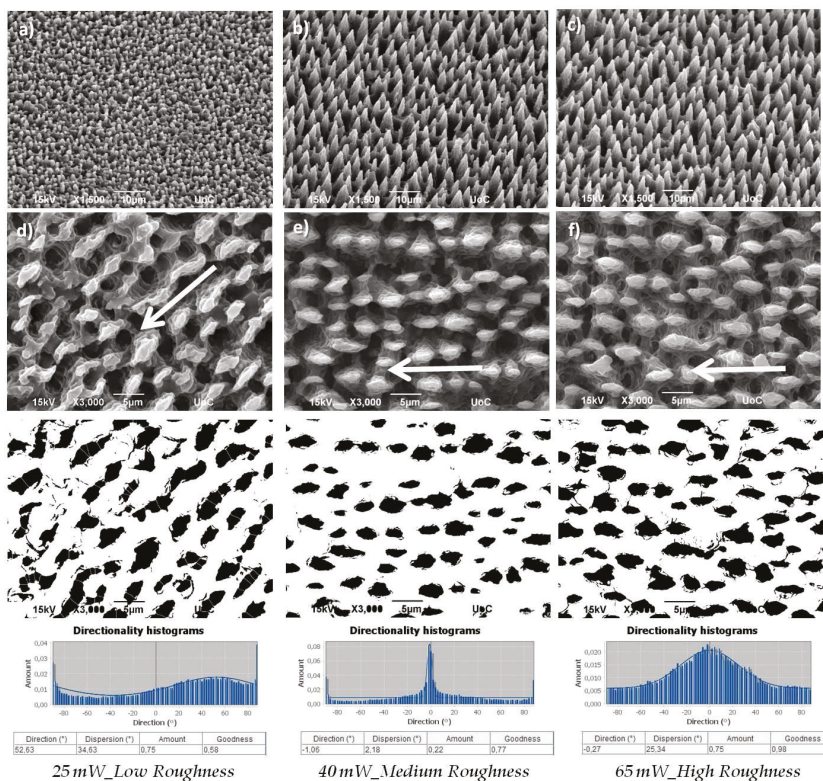 a)
b)
c)
15kV X1,500 10μm UoC
15kV X1,500 10μm UoC
15kV X1,500 10μm UoC
d)
e)
f)
15kV X3,000 5μm UoC
15kV X3,000 5μm UoC
15kV X3,000 5μm UoC
15kV X3,000 5μm UoC
15kV X3,000 5μm UoC
15kV 5μm UoC
Directionality histograms
Directionality histograms
Directionality histograms
Amount
0,04
0,03
0,02
0,01
0,00
-80 -60 -40 -20 0 20 40 60 80
Direction (°)
Amount
0,08
0,06
0,04
0,02
0,00
-80 -60 -40 -20 0 20 40 60 80
Direction (°)
Amount
0,020
0,015
0,010
0,005
0,000
-80 -60 -40 -20 0 20 40 60 80
Direction (°)
Direction (°) Dispersion (°) Amount Goodness
52,63 34,63 0,75 0,58
Direction (°) Dispersion (°) Amount Goodness
-1,06 2,18 0,22 0,77
Direction (°) Dispersion (°) Amount Goodness
-0,27 25,34 0,75 0,98
25 mW_Low Roughness
40 mW_Medium Roughness
65 mW_High Roughness